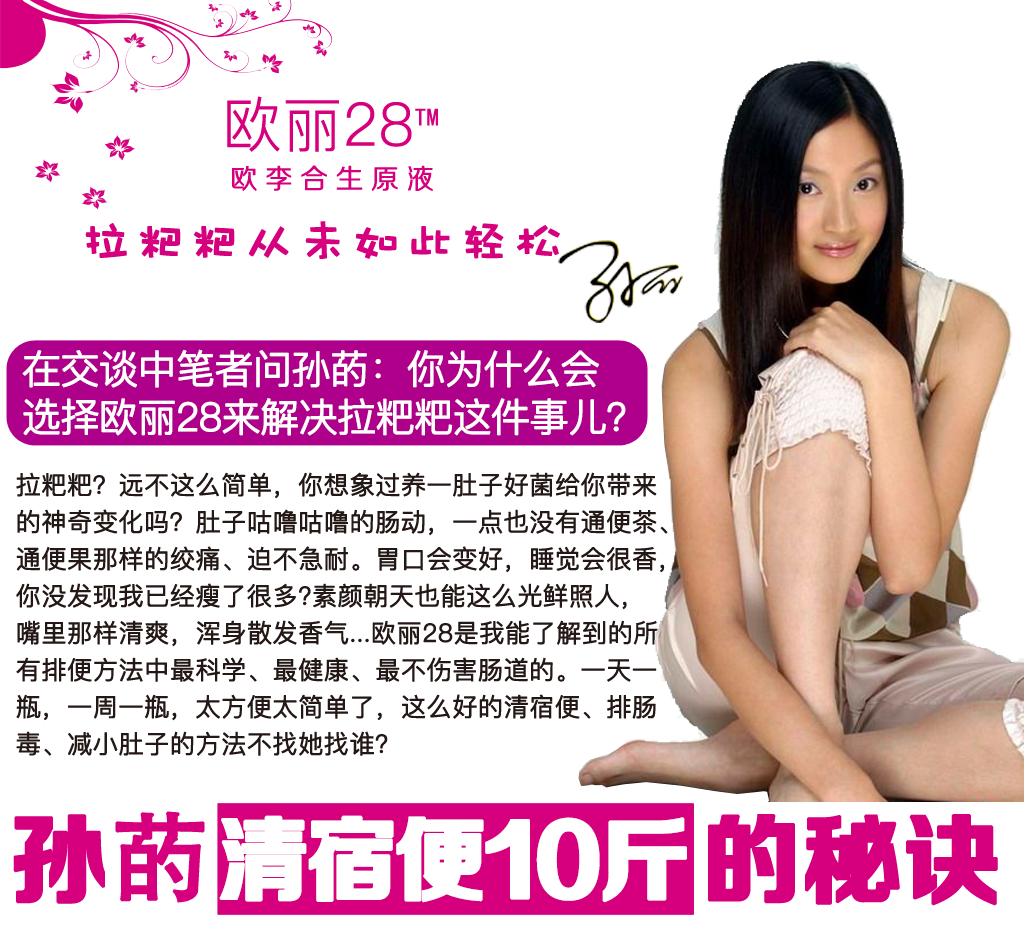 欧丽28™
欧李合生原液
拉粑粑从未如此轻松
在交谈中笔者问孙菂：你为什么会
选择欧丽28来解决拉粑粑这件事儿?
拉粑粑？远不这么简单，你想象过养一肚子好菌给你带来
的神奇变化吗？肚子咕噜咕噜的肠动，一点也没有通便茶、
通便果那样的绞痛、迫不急耐。胃口会变好，睡觉会很香，
你没发现我已经瘦了很多?素颜朝天也能这么光鲜照人，
嘴里那样清爽，浑身散发香气...欧丽28是我能了解到的所
有排便方法中最科学、最健康、最不伤害肠道的。一天一
瓶，一周一瓶，太方便太简单了，这么好的清宿便、排肠
毒、减小肚子的方法不找她找谁?
孙菂清宿便10斤的秘诀